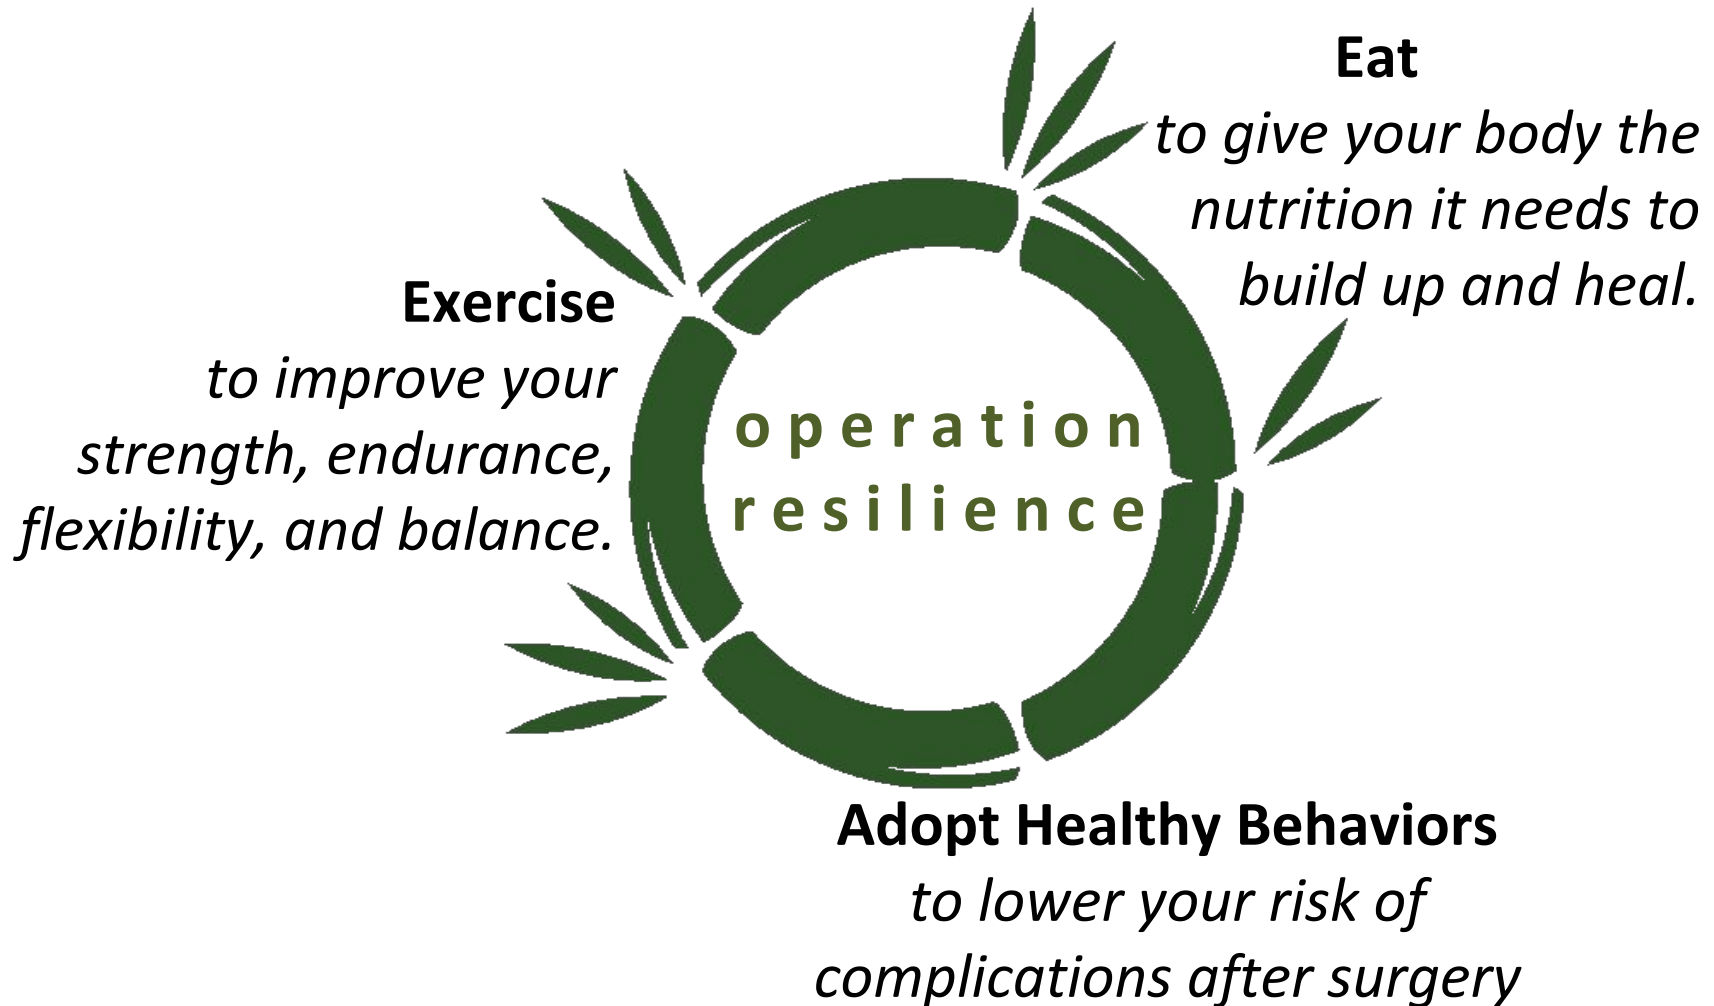 Eat
to give your body the
nutrition it needs to
build up and heal.
Exercise
to improve your
strength, endurance,
flexibility, and balance.
operation
resilience
Adopt Healthy Behaviors
to lower your risk of
complications after surgery